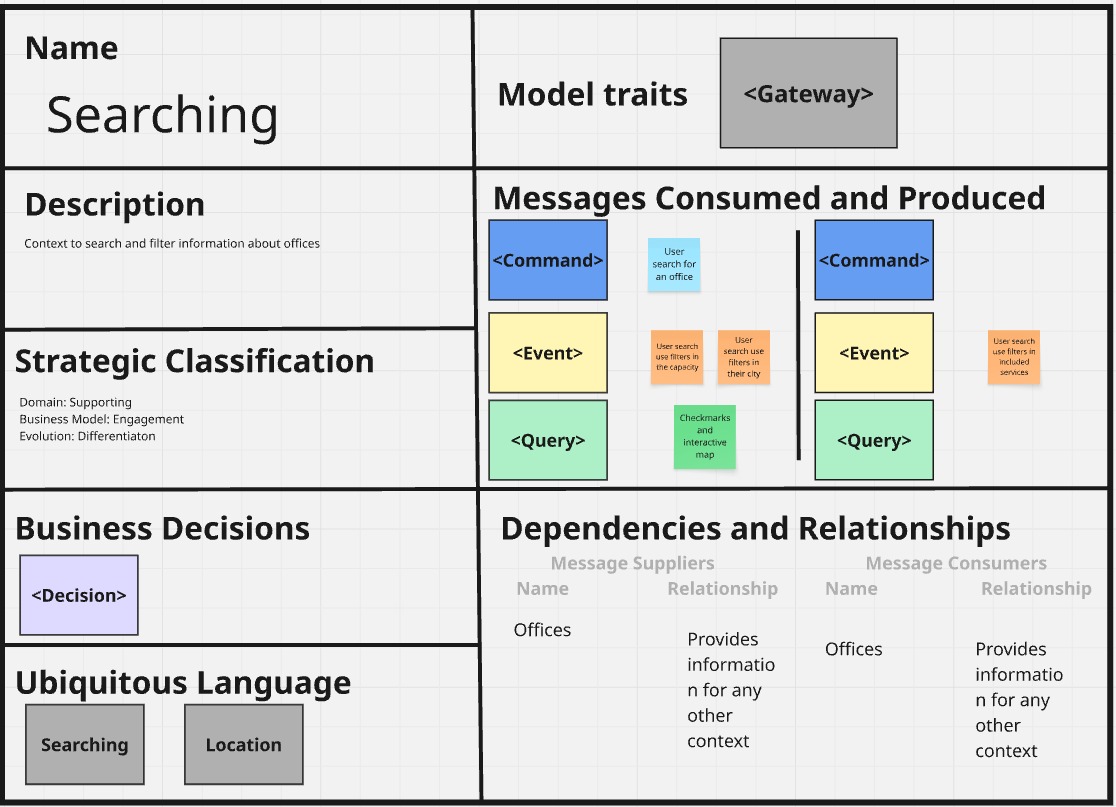 Name
Searching
Model traits
<Gateway>
Description
Context to search and filter information about offices
Strategic Classification
Domain: Supporting
Business Model: Engagement
Evolution: Differentiaton
Business Decisions
<Decision>
Ubiquitous Language
Searching
Location
Messages Consumed and Produced
<Command>
User
search for
an office
<Command>
<Event>
User search
use filters in
the capacity
User
search use
filters in
their city
<Event>
User search
use filters in
included
services
<Query>
Checkmarks
and
interactive
map
<Query>
Dependencies and Relationships
Message Suppliers
Name
Relationship
Offices
Provides
informatio
n for any
other
context
Message Consumers
Name
Relationship
Offices
Provides
informatio
n for any
other
context